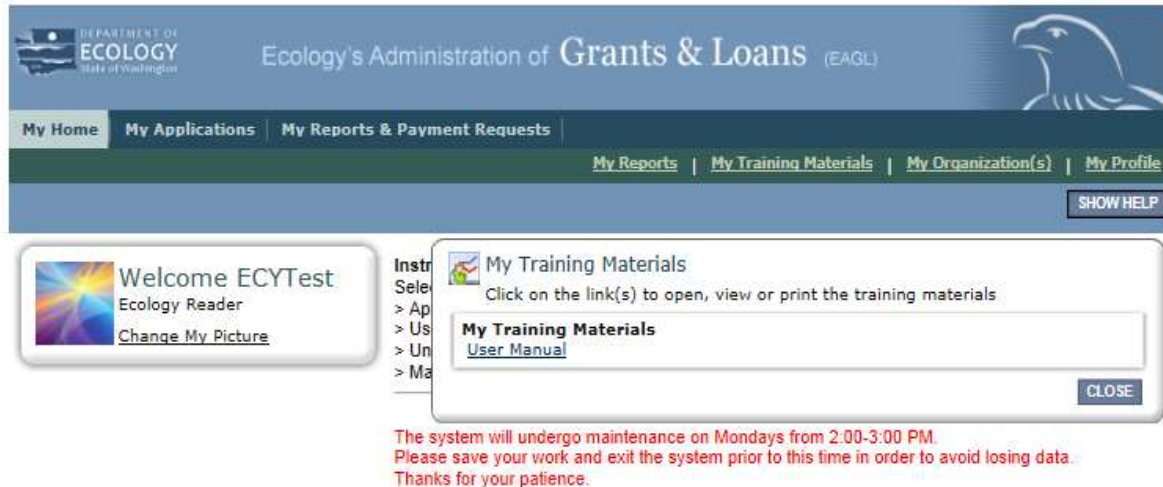 DEPARTMENT OF
ECOLOGY
State of Washington
Ecology's Administration of Grants & Loans (EAGL)
My Home My Applications My Reports & Payment Requests
My Reports | My Training Materials | My Organization(s) | My Profile
SHOW HELP
Welcome ECYTest
Ecology Reader
Change My Picture
Instr
Selec
> Ap
> Us
> Un
> Ma
My Training Materials
Click on the link(s) to open, view or print the training materials
My Training Materials
User Manual
CLOSE
The system will undergo maintenance on Mondays from 2:00-3:00 PM.
Please save your work and exit the system prior to this time in order to avoid losing data.
Thanks for your patience.